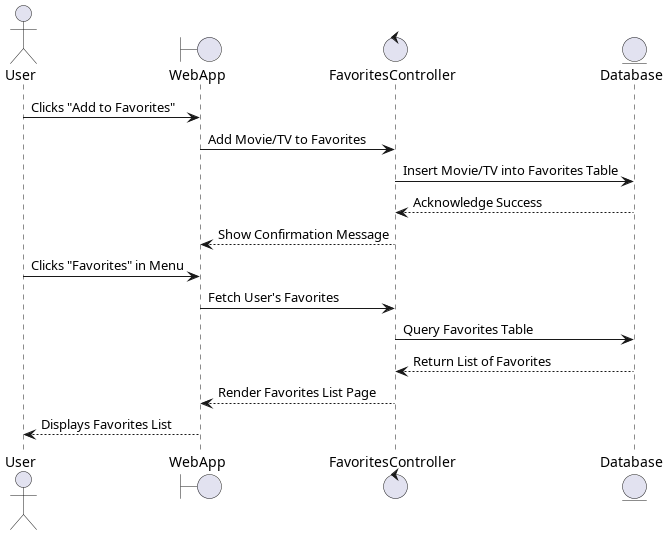 User
WebApp
FavoritesController
Database
Clicks "Add to Favorites"
Add Movie/TV to Favorites
Insert Movie/TV into Favorites Table
Acknowledge Success
Show Confirmation Message
Clicks "Favorites" in Menu
Fetch User's Favorites
Query Favorites Table
Return List of Favorites
Render Favorites List Page
Displays Favorites List
User
WebApp
FavoritesController
Database